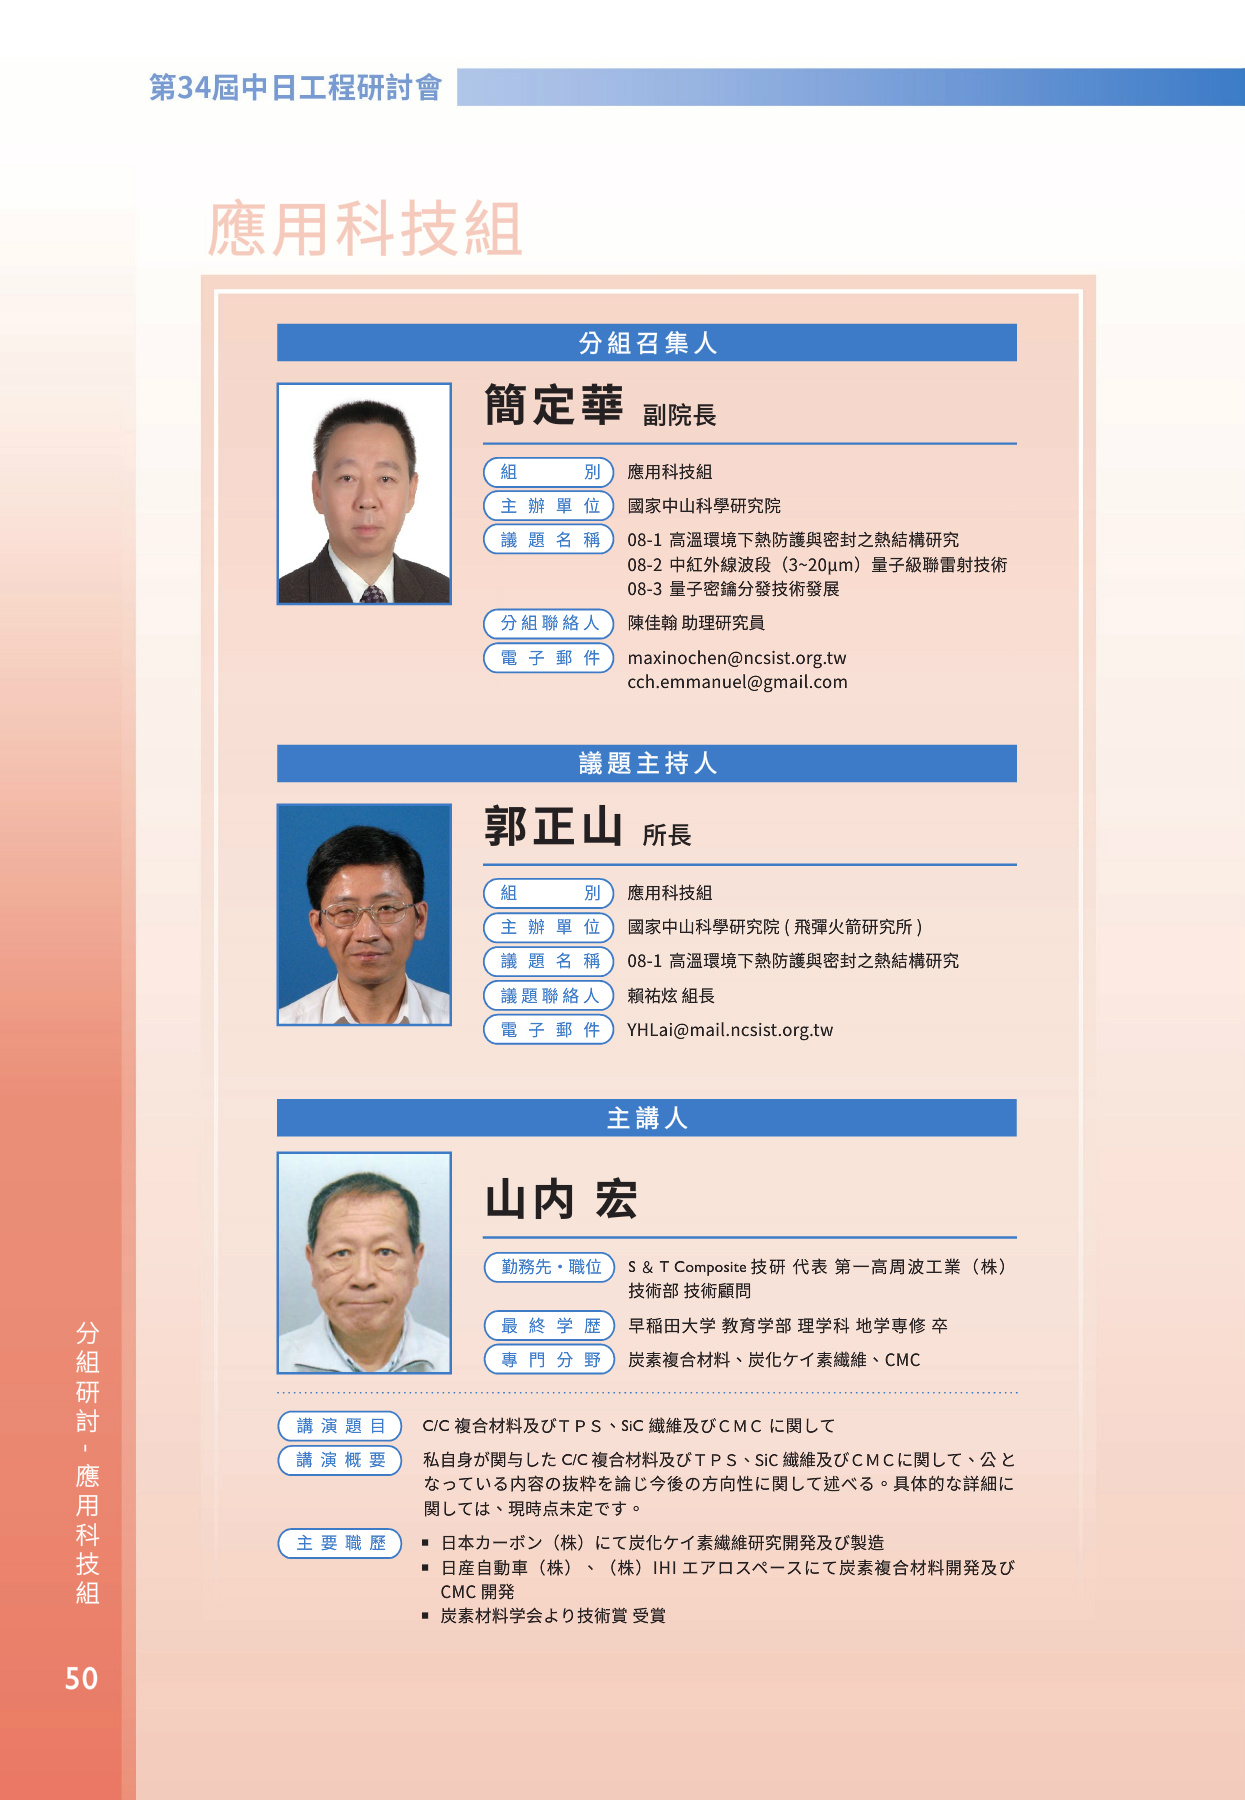 第34屆中日工程研討會
應用科技組
分組召集人
簡定華 副院長
組別 應用科技組
主辦單位 國家中山科學研究院
議題名稱 08-1 高溫環境下熱防護與密封之熱結構研究
08-2 中紅外線波段（3~20μm）量子級聯雷射技術
08-3 量子密鑰分發技術發展
分組聯絡人 陳佳翰 助理研究員
電子郵件 maxinochen@ncsist.org.tw
cch.emmanuel@gmail.com
議題主持人
郭正山 所長
組別 應用科技組
主辦單位 國家中山科學研究院 ( 飛彈火箭研究所 )
議題名稱 08-1 高溫環境下熱防護與密封之熱結構研究
議題聯絡人 賴祐炫 組長
電子郵件 YHLai@mail.ncsist.org.tw
主講人
山内 宏
勤務先・職位 S & T Composite 技研 代表 第一高周波工業（株）
技術部 技術顧問
最終学歴 早稲田大学 教育学部 理学科 地学専修 卒
專門分野 炭素複合材料、炭化ケイ素繊維、CMC
講演題目 C/C 複合材料及びＴＰＳ、SiC 繊維及びＣＭＣ に関して
講演概要 私自身が関与した C/C 複合材料及びＴＰＳ、SiC 繊維及びＣＭＣに関して、公 と
なっている内容の抜粋を論じ今後の方向性に関して述べる。具体的な詳細に
関しては、現時点未定です。
主要職歷 ▪ 日本カーボン（株）にて炭化ケイ素繊維研究開発及び製造
▪ 日産自動車（株）、（株）IHI エアロスペースにて炭素複合材料開発及び
CMC 開発
▪ 炭素材料学会より技術賞 受賞
分組研討 - 應用科技組
50